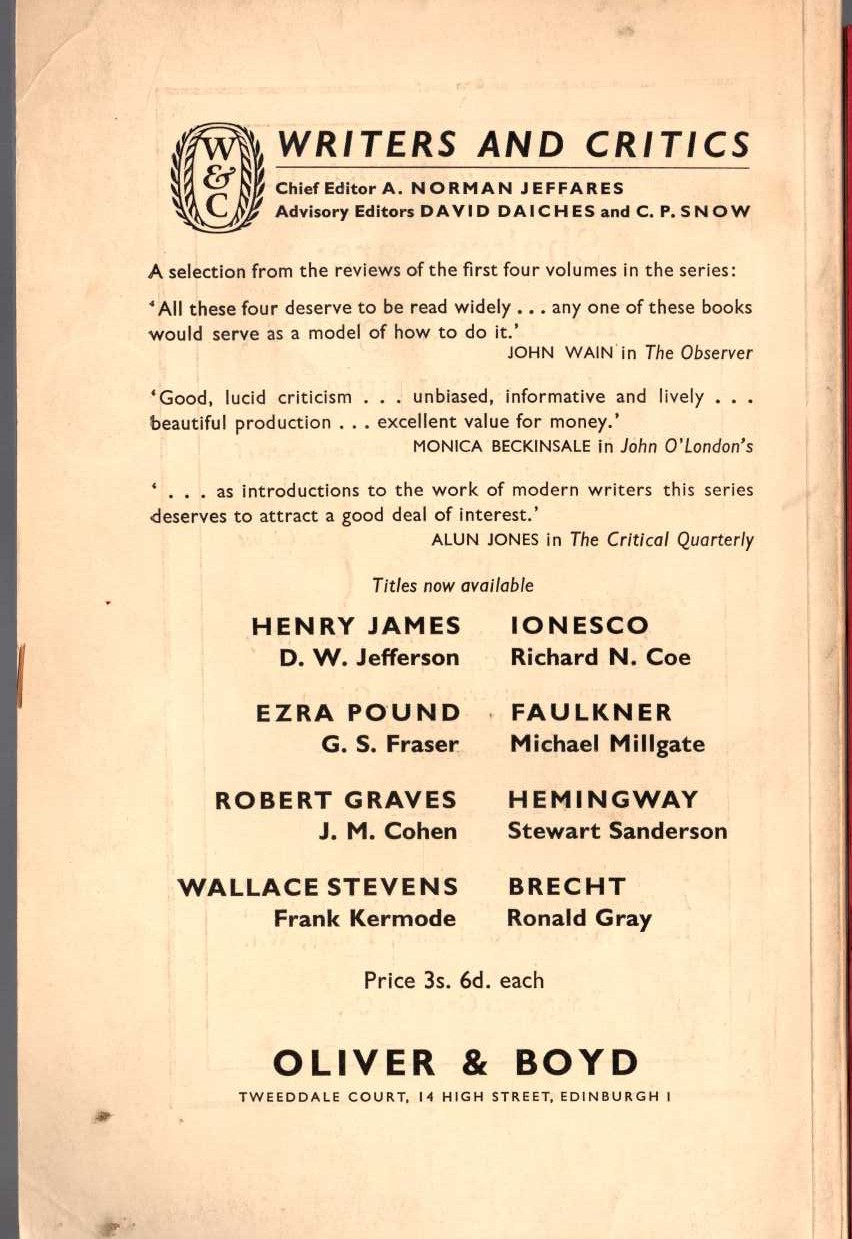 W
&
C
WRITERS AND CRITICS
Chief Editor A. NORMAN JEFFARES
Advisory Editors DAVID DAICHES and C. P. SNOW
A selection from the reviews of the first four volumes in the series:
‘All these four deserve to be read widely . . . any one of these books
would serve as a model of how to do it.’
JOHN WAIN in The Observer
‘Good, lucid criticism . . . unbiased, informative and lively . . .
beautiful production . . . excellent value for money.’
MONICA BECKINSALE in John O'London's
‘ . . . as introductions to the work of modern writers this series
deserves to attract a good deal of interest.’
ALUN JONES in The Critical Quarterly
Titles now available
HENRY JAMES
D. W. Jefferson
IONESCO
Richard N. Coe
EZRA POUND
G. S. Fraser
FAULKNER
Michael Millgate
ROBERT GRAVES
J. M. Cohen
HEMINGWAY
Stewart Sanderson
WALLACE STEVENS
Frank Kermode
BRECHT
Ronald Gray
Price 3s. 6d. each
OLIVER & BOYD
TWEEDDALE COURT, 14 HIGH STREET, EDINBURGH 1